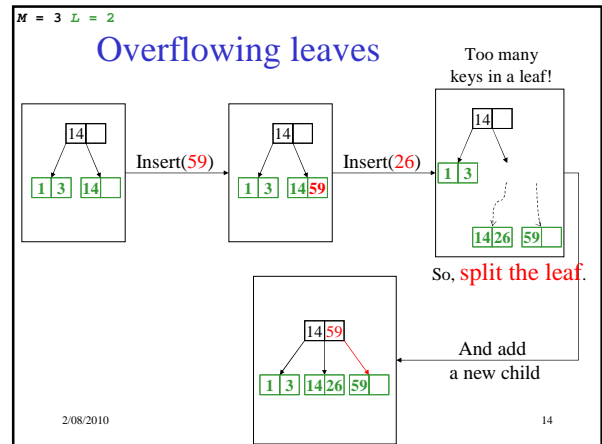 M = 3 L = 2
Overflowing leaves
Too many
keys in a leaf!
14
1 3 14
Insert(59)
14
1 3 14 59
Insert(26)
14
1 3
14 26 59
So, split the leaf.
And add
a new child
14 59
1 3 14 26 59
2/08/2010
14